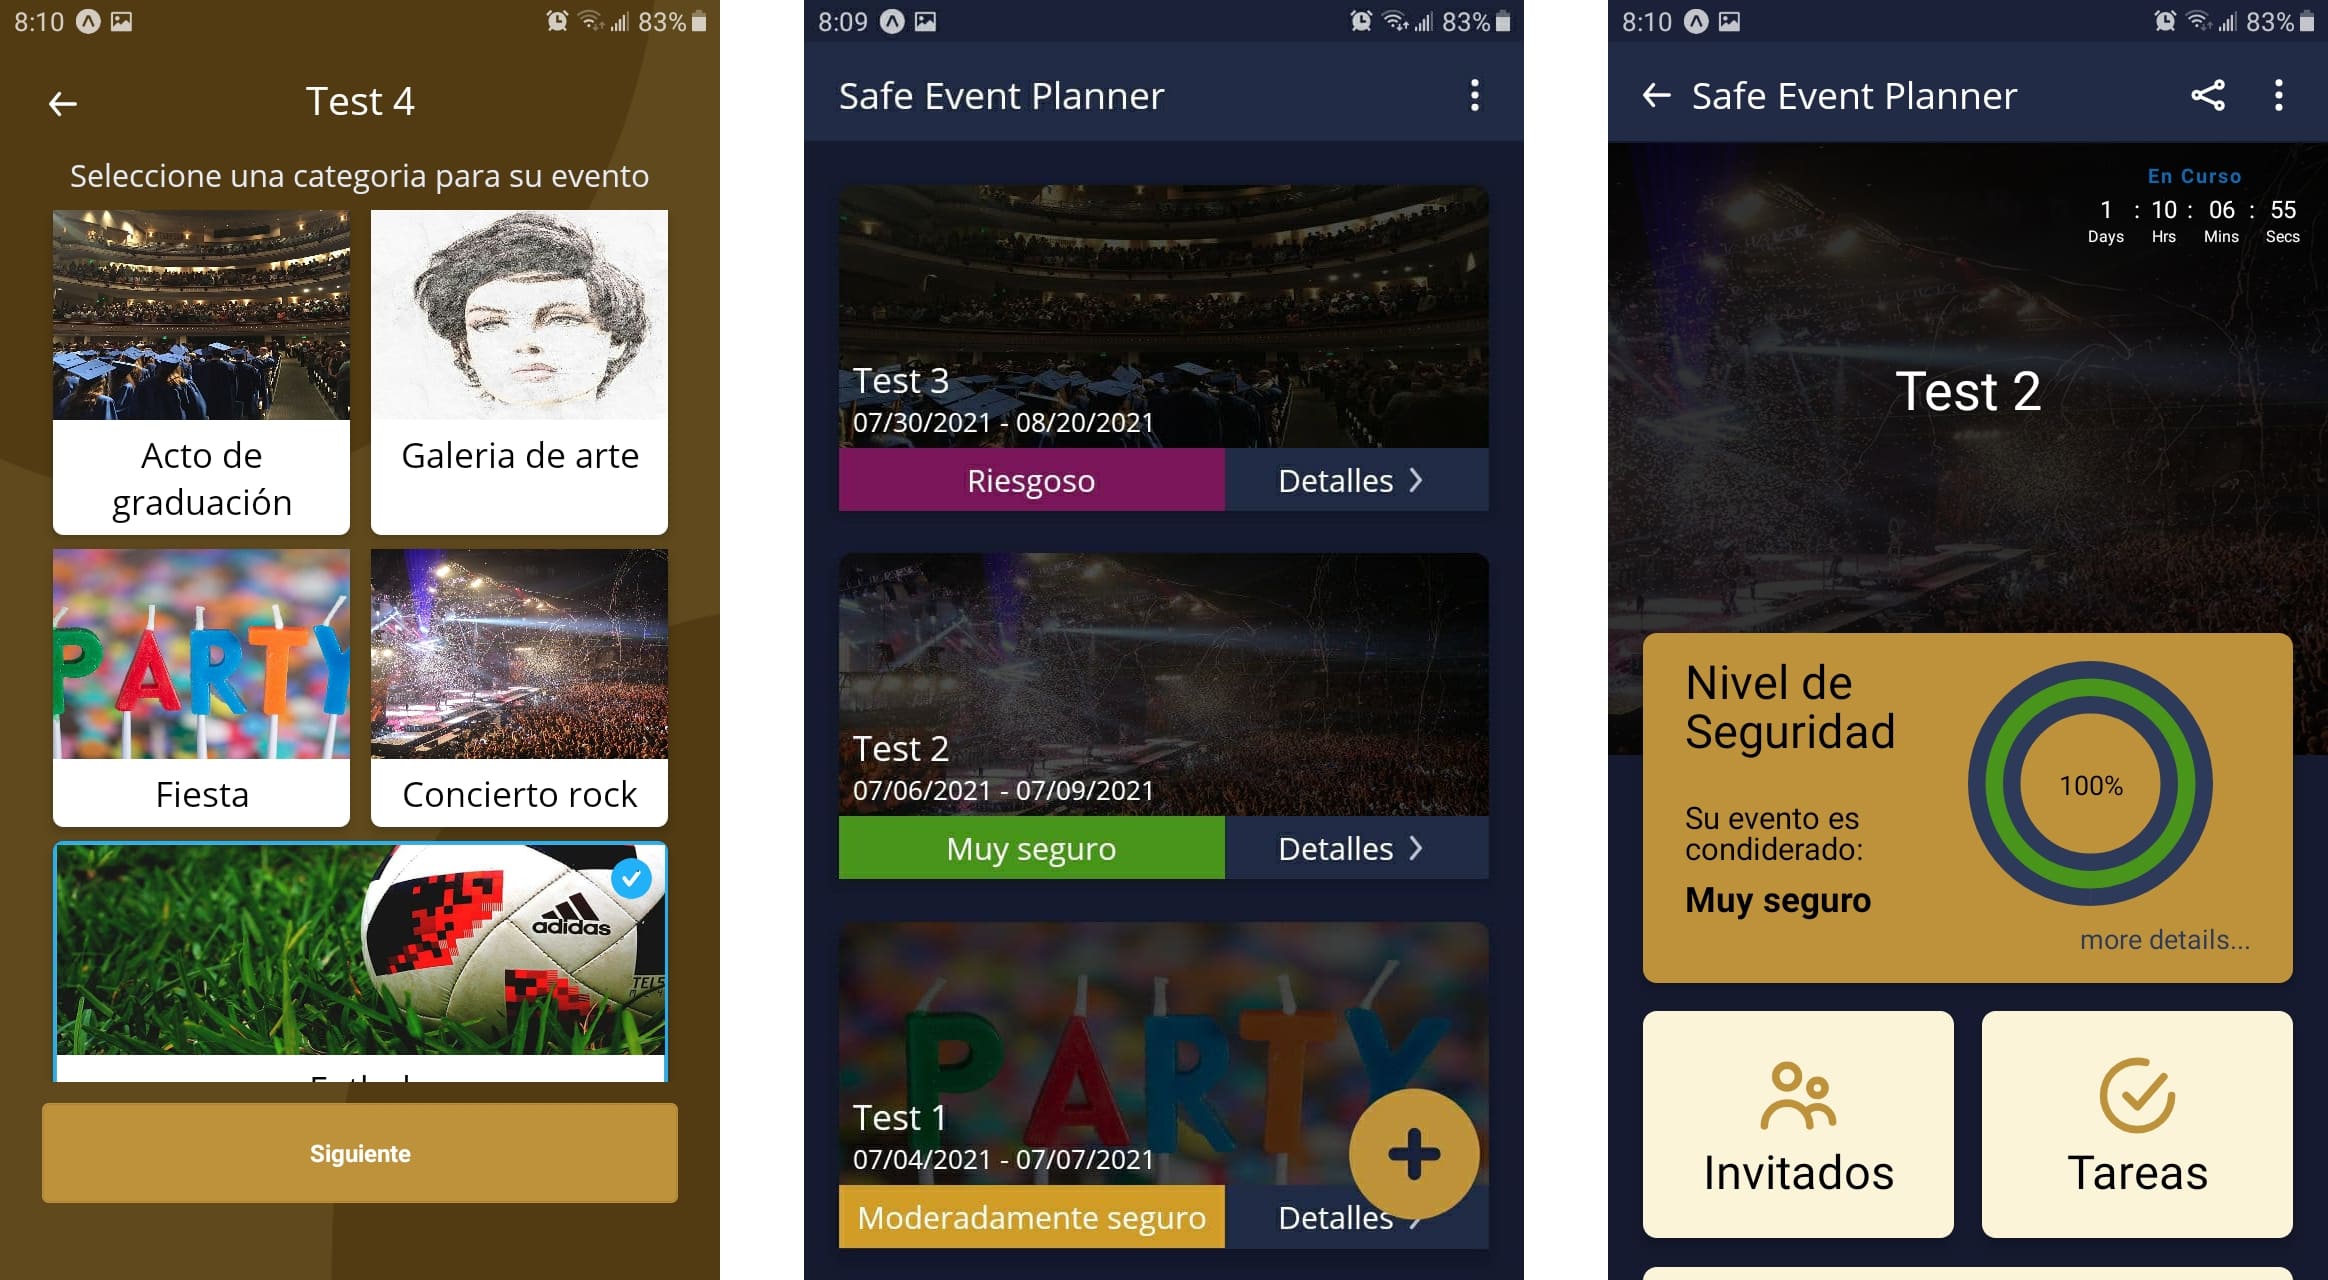 8:10
83%
Test 4
Seleccione una categoria para su evento
Acto de
graduación
Galeria de arte
PARTY
Fiesta
Concierto rock
adidas
Siguiente
8:09
83%
Safe Event Planner
Test 3
07/30/2021 - 08/20/2021
Riesgoso
Detalles
Test 2
07/06/2021 - 07/09/2021
Muy seguro
Detalles
PARTY
Test 1
07/04/2021 - 07/07/2021
Moderadamente seguro
Detalles
8:10
83%
Safe Event Planner
En Curso
1 : 10 : 06 : 55
Days Hrs Mins Secs
Test 2
Nivel de
Seguridad
100%
Su evento es
condiderado:
Muy seguro
more details...
Invitados
Tareas